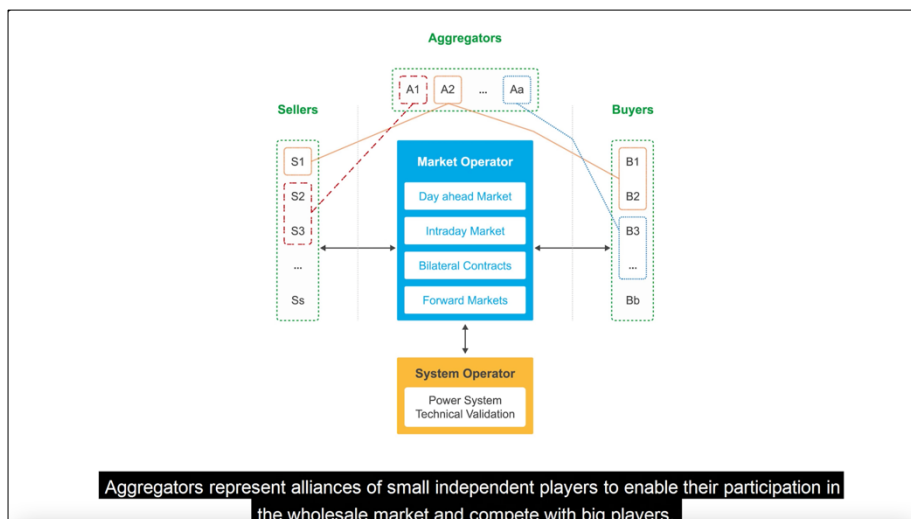 Aggregators
A1 A2 ... Aa
Sellers
S1
S2
S3
...
Ss
Market Operator
Day ahead Market
Intraday Market
Bilateral Contracts
Forward Markets
Buyers
B1
B2
B3
...
Bb
System Operator
Power System
Technical Validation
Aggregators represent alliances of small independent players to enable their participation in
the wholesale market and compete with big players.